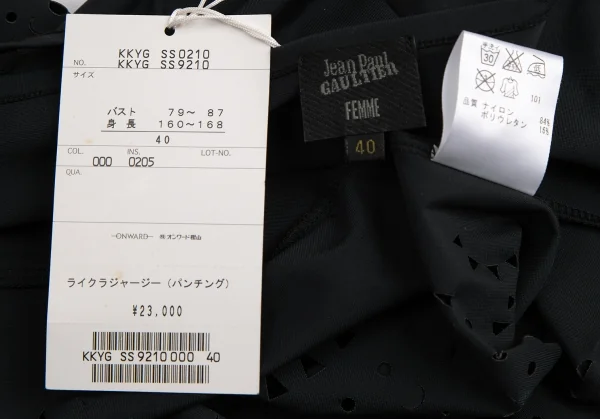 KKYG SS0210
NO. KKYG SS9210
サイズ
バスト 79～ 87
身長 160～168
40
COL. INS. LOT-NO.
000 0205
QUA.
—ONWARD— ㈱オンワード樫山
ライクラジャージー(パンチング)
¥23,000
KKYG SS9210000 40
Jean Paul
GAULTIER
FEMME
40
30
101
品質 ナイロン 84%
ポリウレタン 16%